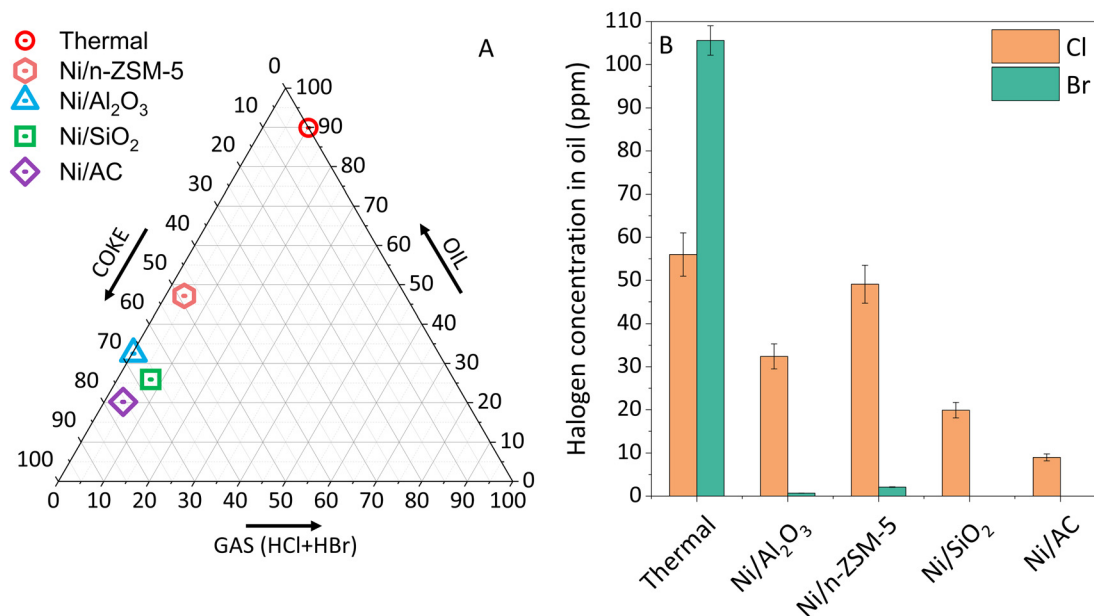 A
Thermal
Ni/n-ZSM-5
Ni/Al₂O₃
Ni/SiO₂
Ni/AC
0
10
20
30
40
50
60
70
80
90
100
COKE
100
90
80
70
60
50
40
30
20
10
0
OIL
0 10 20 30 40 50 60 70 80 90 100
GAS (HCl+HBr)
B
Cl
Br
Halogen concentration in oil (ppm)
110
100
90
80
70
60
50
40
30
20
10
0
Thermal
Ni/Al₂O₃
Ni/n-ZSM-5
Ni/SiO₂
Ni/AC